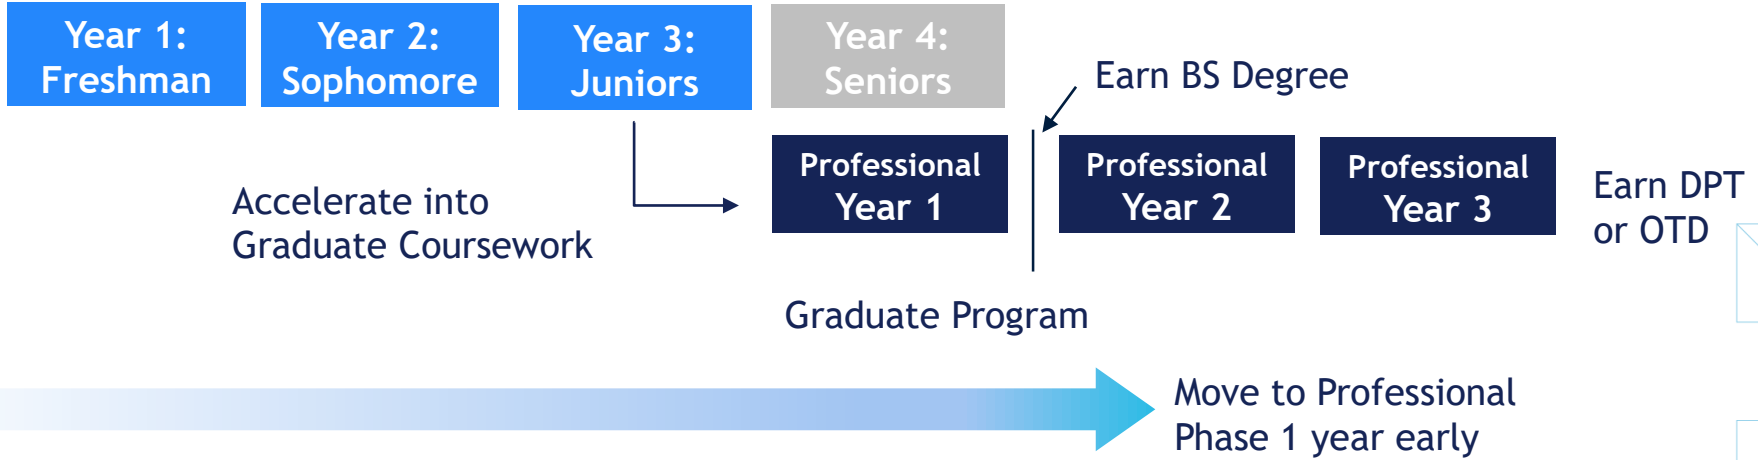 Year 1:
Freshman
Year 2:
Sophomore
Year 3:
Juniors
Year 4:
Seniors
Earn BS Degree
Accelerate into
Graduate Coursework
Professional
Year 1
Professional
Year 2
Professional
Year 3
Earn DPT
or OTD
Graduate Program
Move to Professional
Phase 1 year early